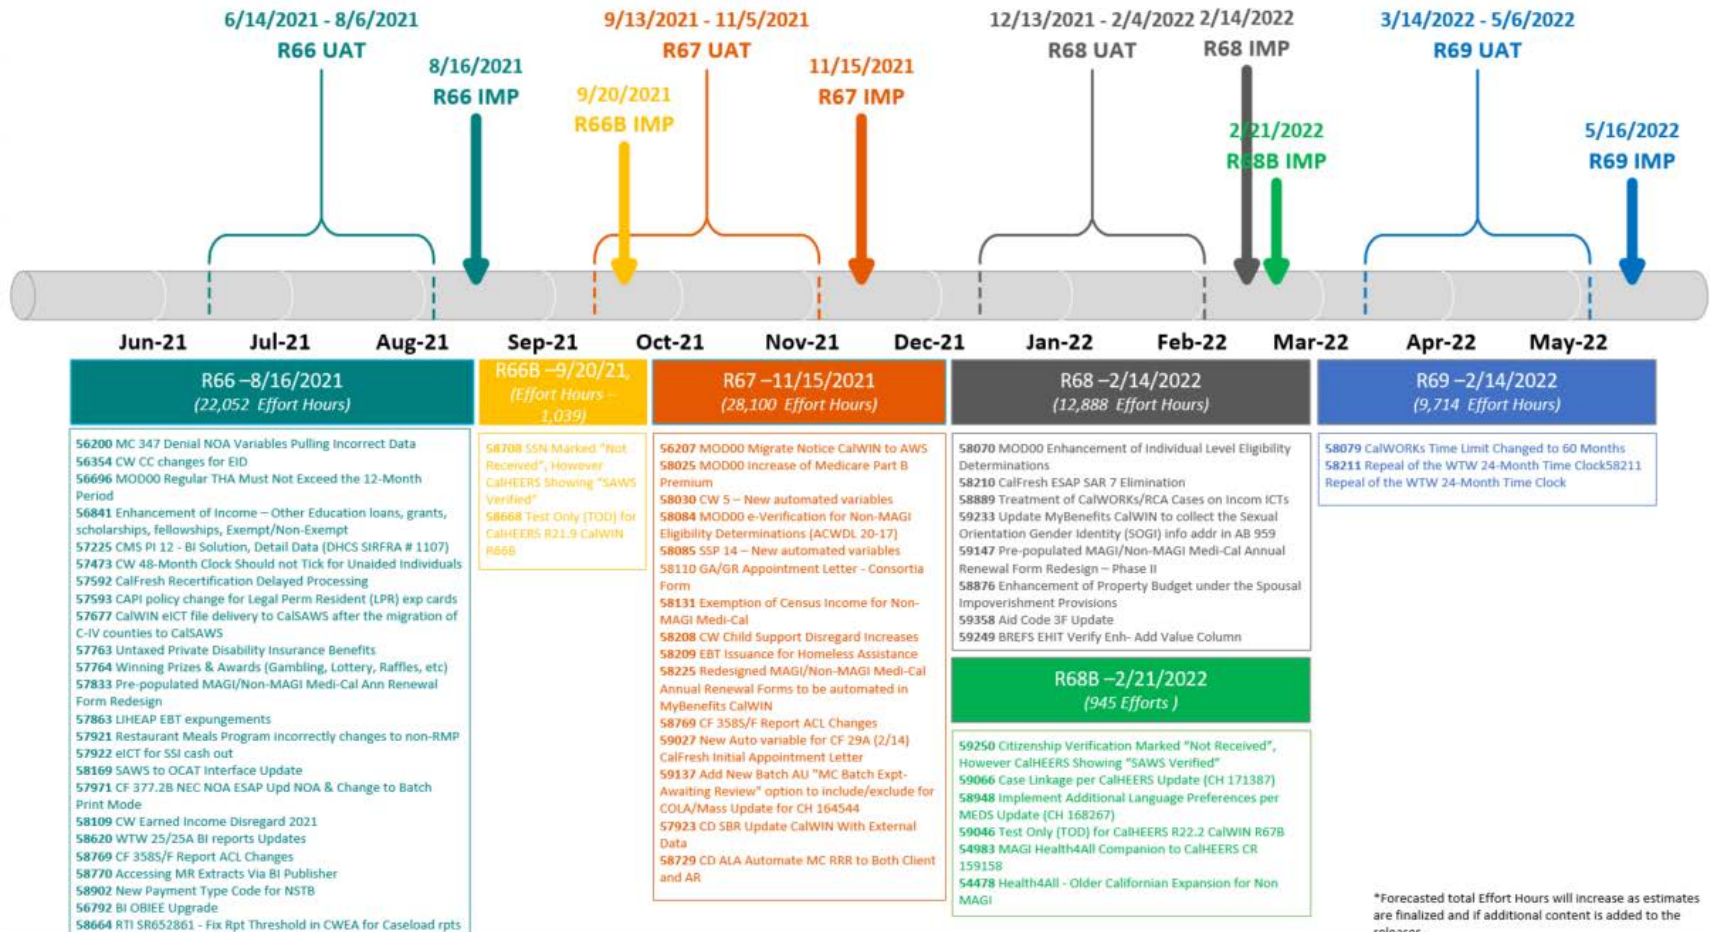 6/14/2021 - 8/6/2021
R66 UAT
8/16/2021
R66 IMP
9/20/2021
R66B IMP
9/13/2021 - 11/5/2021
R67 UAT
11/15/2021
R67 IMP
12/13/2021 - 2/4/2022
R68 UAT
2/14/2022
R68 IMP
2/21/2022
R68B IMP
3/14/2022 - 5/6/2022
R69 UAT
5/16/2022
R69 IMP
Jun-21 Jul-21 Aug-21 Sep-21 Oct-21 Nov-21 Dec-21 Jan-22 Feb-22 Mar-22 Apr-22 May-22
R66 –8/16/2021
(22,052 Effort Hours)
56200 MC 347 Denial NOA Variables Pulling Incorrect Data
56354 CW CC changes for EID
56696 MOD00 Regular THA Must Not Exceed the 12-Month
Period
56841 Enhancement of Income – Other Education loans, grants,
scholarships, fellowships, Exempt/Non-Exempt
57225 CMS PI 12 - BI Solution, Detail Data (DHCS SIRFRA # 1107)
57473 CW 48-Month Clock Should not Tick for Unaided Individuals
57592 CalFresh Recertification Delayed Processing
57593 CAPI policy change for Legal Perm Resident (LPR) exp cards
57677 CalWIN eICT file delivery to CalSAWS after the migration of
C-IV counties to CalSAWS
57763 Untaxed Private Disability Insurance Benefits
57764 Winning Prizes & Awards (Gambling, Lottery, Raffles, etc)
57833 Pre-populated MAGI/Non-MAGI Medi-Cal Ann Renewal
Form Redesign
57863 LIHEAP EBT expungements
57921 Restaurant Meals Program incorrectly changes to non-RMP
57922 eICT for SSI cash out
58169 SAWS to OCAT Interface Update
57971 CF 377.2B NEC NOA ESAP Upd NOA & Change to Batch
Print Mode
58109 CW Earned Income Disregard 2021
58620 WTW 25/25A BI reports Updates
58769 CF 358S/F Report ACL Changes
58770 Accessing MR Extracts Via BI Publisher
58902 New Payment Type Code for NSTB
56792 BI OBIEE Upgrade
58664 RTI SR652861 - Fix Rpt Threshold in CWEA for Caseload rpts
R66B –9/20/21,
(Effort Hours –
1,039)
58708 SSN Marked "Not
Received", However
CalHEERS Showing "SAWS
Verified"
58668 Test Only (TOD) for
CalHEERS R21.9 CalWIN
R66B
R67 –11/15/2021
(28,100 Effort Hours)
56207 MOD00 Migrate Notice CalWIN to AWS
58025 MOD00 Increase of Medicare Part B
Premium
58030 CW 5 – New automated variables
58084 MOD00 e-Verification for Non-MAGI
Eligibility Determinations (ACWDL 20-17)
58085 SSP 14 – New automated variables
58110 GA/GR Appointment Letter - Consortia
Form
58131 Exemption of Census Income for Non-
MAGI Medi-Cal
58208 CW Child Support Disregard Increases
58209 EBT Issuance for Homeless Assistance
58225 Redesigned MAGI/Non-MAGI Medi-Cal
Annual Renewal Forms to be automated in
MyBenefits CalWIN
58769 CF 358S/F Report ACL Changes
59027 New Auto variable for CF 29A (2/14)
CalFresh Initial Appointment Letter
59137 Add New Batch AU "MC Batch Expt-
Awaiting Review" option to include/exclude for
COLA/Mass Update for CH 164544
57923 CD SBR Update CalWIN With External
Data
58729 CD ALA Automate MC RRR to Both Client
and AR
R68 –2/14/2022
(12,888 Effort Hours)
58070 MOD00 Enhancement of Individual Level Eligibility
Determinations
58210 CalFresh ESAP SAR 7 Elimination
58889 Treatment of CalWORKs/RCA Cases on Incom ICTs
59233 Update MyBenefits CalWIN to collect the Sexual
Orientation Gender Identity (SOGI) info addr in AB 959
59147 Pre-populated MAGI/Non-MAGI Medi-Cal Annual
Renewal Form Redesign – Phase II
58876 Enhancement of Property Budget under the Spousal
Impoverishment Provisions
59358 Aid Code 3F Update
59249 BREFS EHIT Verify Enh- Add Value Column
R68B –2/21/2022
(945 Efforts )
59250 Citizenship Verification Marked "Not Received",
However CalHEERS Showing "SAWS Verified"
59066 Case Linkage per CalHEERS Update (CH 171387)
58948 Implement Additional Language Preferences per
MEDS Update (CH 168267)
59046 Test Only (TOD) for CalHEERS R22.2 CalWIN R67B
54983 MAGI Health4All Companion to CalHEERS CR
159158
54478 Health4All - Older Californian Expansion for Non
MAGI
R69 –2/14/2022
(9,714 Effort Hours)
58079 CalWORKs Time Limit Changed to 60 Months
58211 Repeal of the WTW 24-Month Time Clock58211
Repeal of the WTW 24-Month Time Clock
*Forecasted total Effort Hours will increase as estimates
are finalized and if additional content is added to the
releases